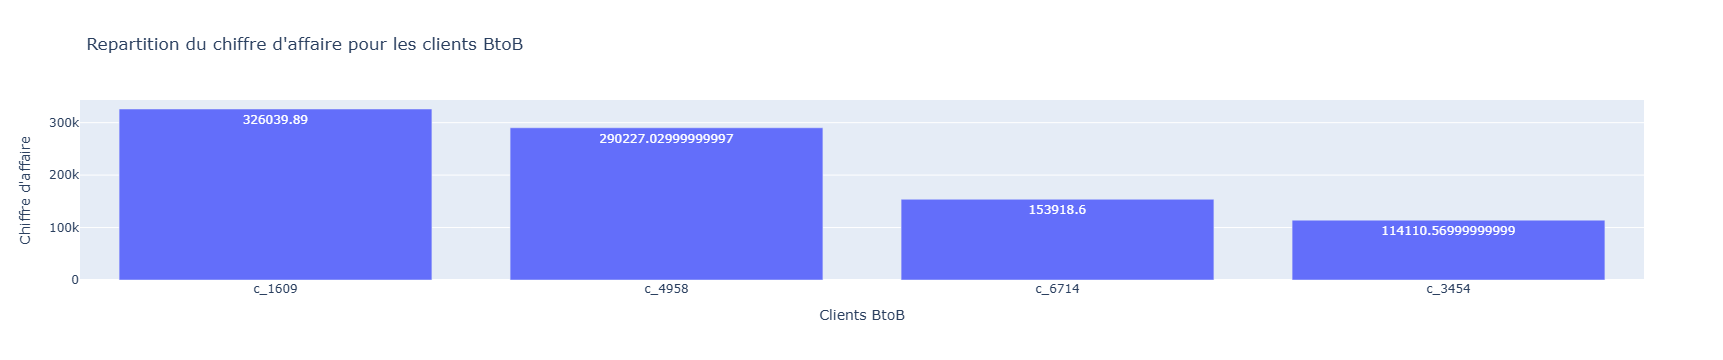 Repartition du chiffre d'affaire pour les clients BtoB
Chiffre d'affaire
300k
200k
100k
0
326039.89
290227.02999999997
153918.6
114110.56999999999
c_1609
c_4958
c_6714
c_3454
Clients BtoB